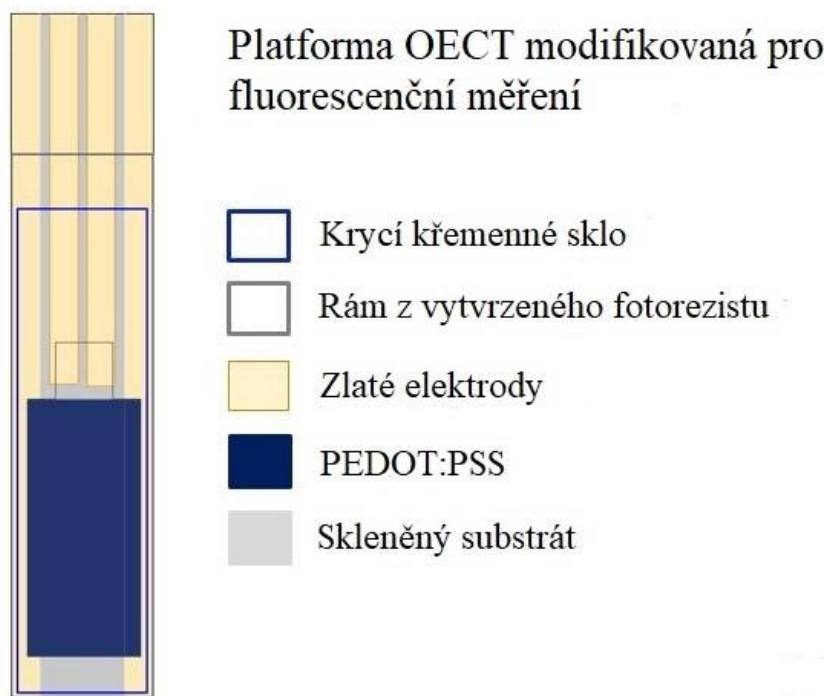 Platforma OECT modifikovaná pro
fluorescenční měření
Krycí křemenné sklo
Rám z vytvrzeného fotorezistu
Zlaté elektrody
PEDOT:PSS
Skleněný substrát